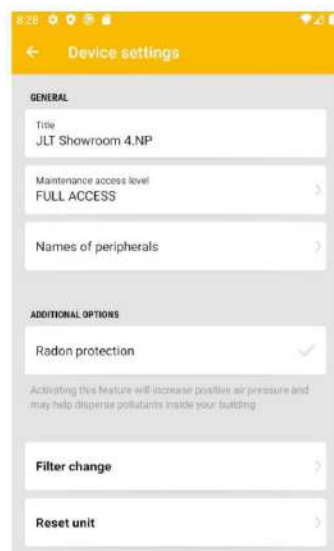 8:28
Device settings
GENERAL
Title
JLT Showroom 4.NP
Maintenance access level
FULL ACCESS
Names of peripherals
ADDITIONAL OPTIONS
Radon protection
Activating this feature will increase positive air pressure and
may help disperse pollutants inside your building
Filter change
Reset unit